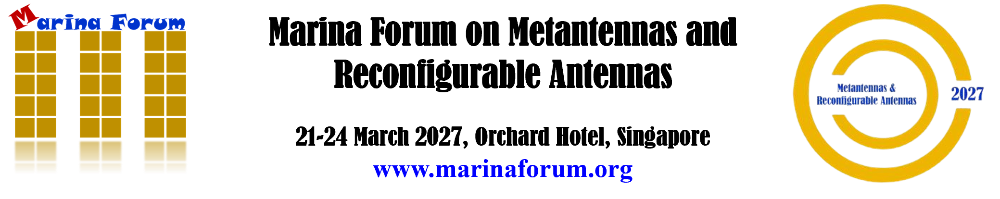 Marina Forum
Marina Forum on Metantennas and
Reconfigurable Antennas
21-24 March 2027, Orchard Hotel, Singapore
www.marinaforum.org
Metantennas &
Reconfigurable Antennas
2027